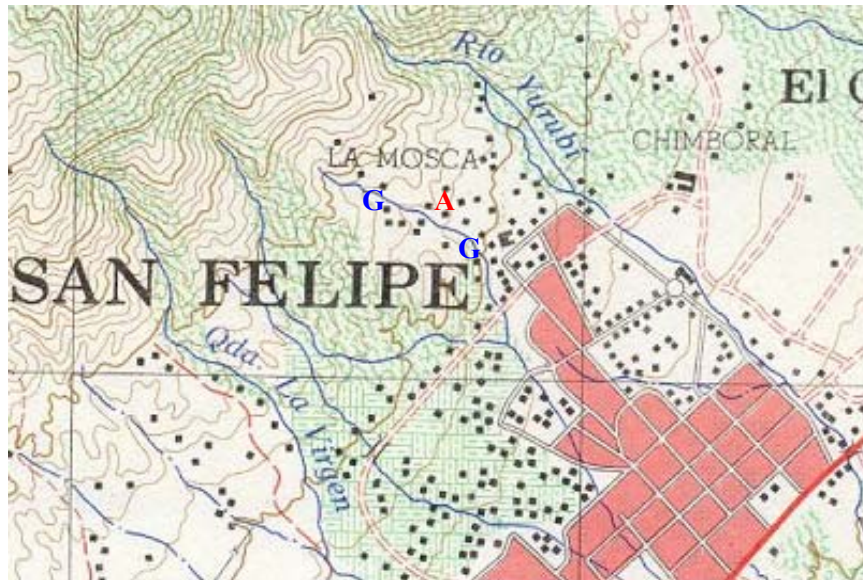 Río Yurubí
El
CHIMBORAL
LA MOSCA
G
A
G
SAN FELIPE
Qda. La Virgen